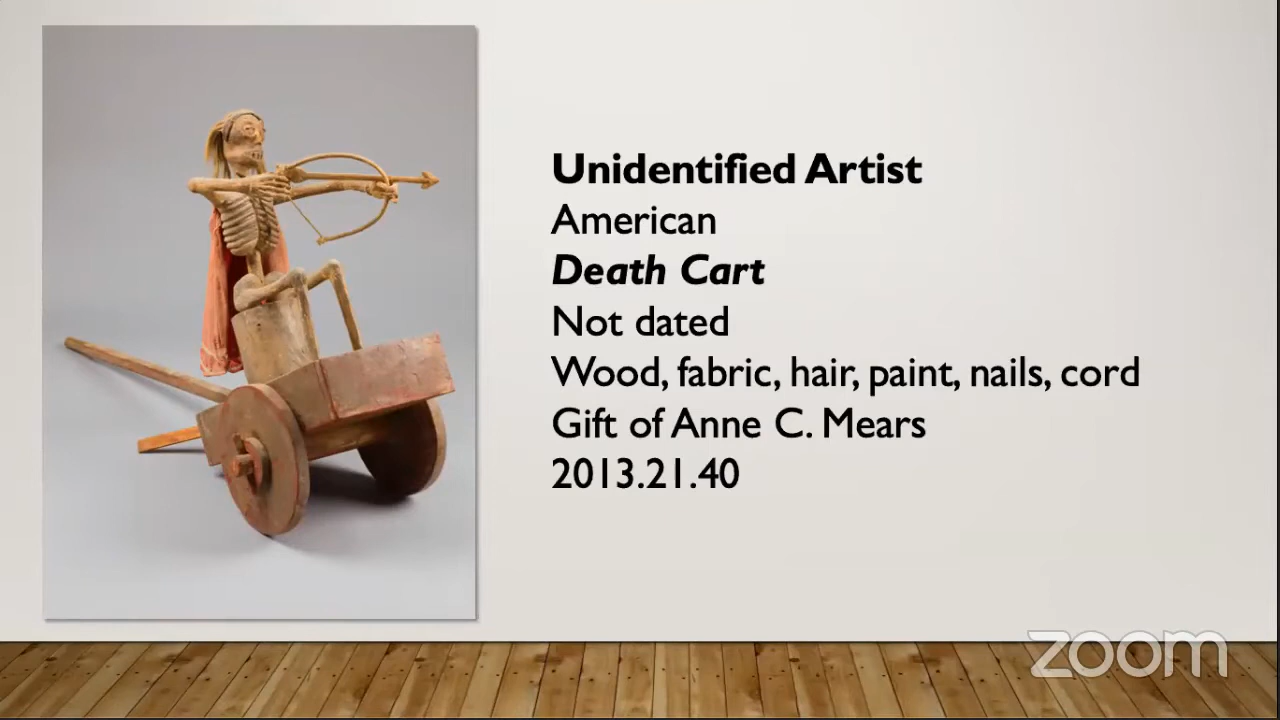 Unidentified Artist
American
Death Cart
Not dated
Wood, fabric, hair, paint, nails, cord
Gift of Anne C. Mears
2013.21.40
zoom